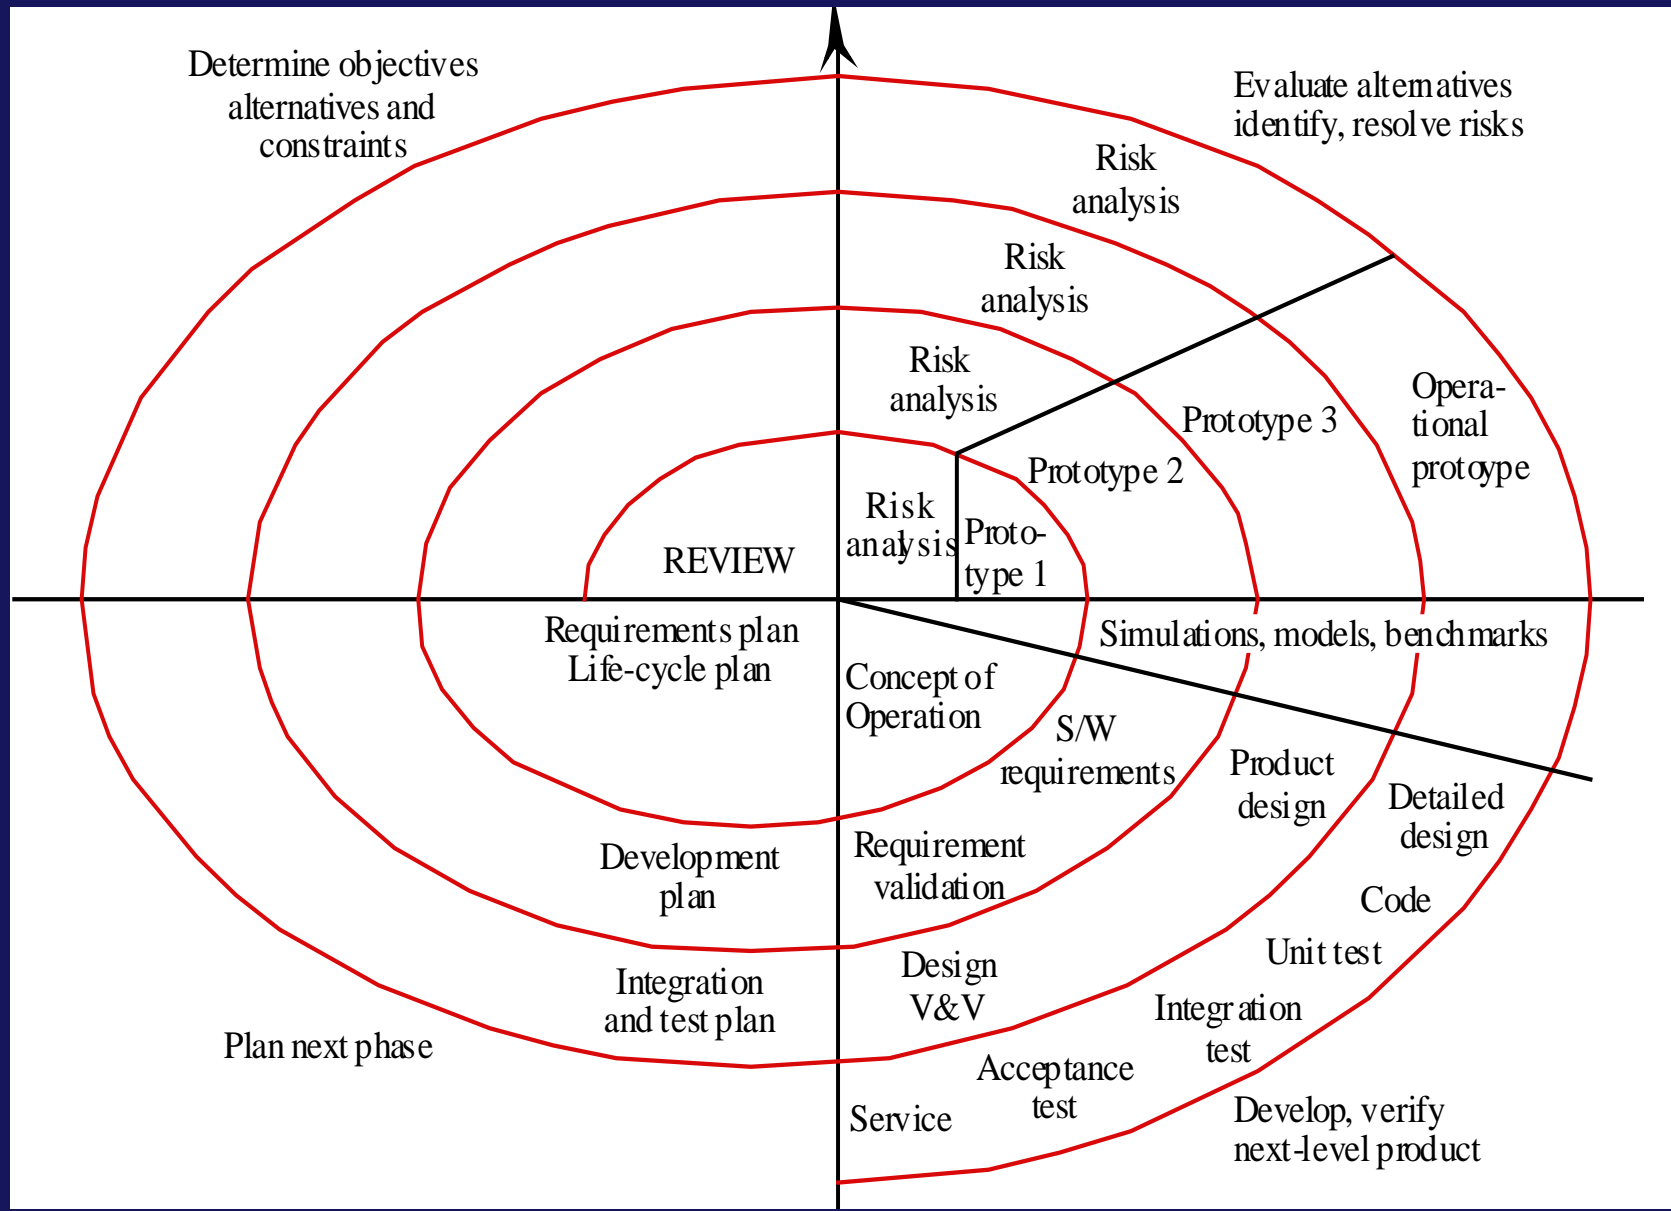 Determine objectives
alternatives and
constraints
Evaluate alternatives
identify, resolve risks
Risk
analysis
Risk
analysis
Risk
analysis
Risk
analysis
Opera-
tional
protoype
Prototype 3
Prototype 2
Proto-
type 1
REVIEW
Requirements plan
Life-cycle plan
Simulations, models, benchmarks
Concept of
Operation
S/W
requirements
Product
design
Detailed
design
Development
plan
Requirement
validation
Code
Unit test
Integration
and test plan
Design
V&V
Integration
test
Plan next phase
Acceptance
test
Service
Develop, verify
next-level product